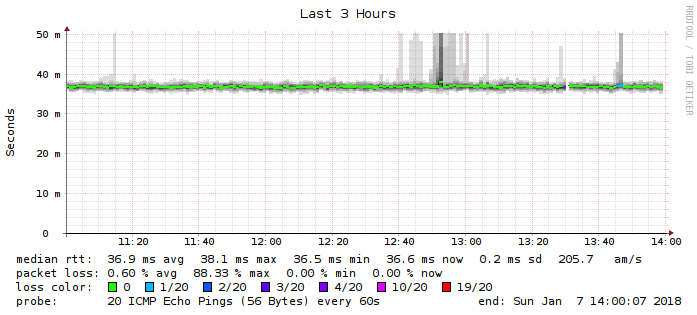 Last 3 Hours
RRDTOOL / TOBI OETIKER
Seconds
50 m
40 m
30 m
20 m
10 m
0
11:20 11:40 12:00 12:20 12:40 13:00 13:20 13:40 14:00
median rtt: 36.9 ms avg 38.1 ms max 36.5 ms min 36.6 ms now 0.2 ms sd 205.7 am/s
packet loss: 0.60 % avg 88.33 % max 0.00 % min 0.00 % now
loss color: 0 1/20 2/20 3/20 4/20 10/20 19/20
probe: 20 ICMP Echo Pings (56 Bytes) every 60s end: Sun Jan 7 14:00:07 2018